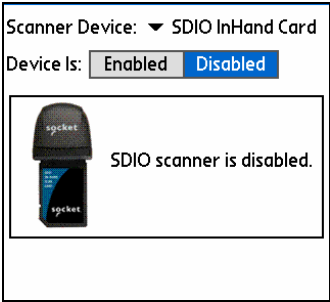 Scanner Device: SDIO InHand Card
Device Is: Enabled Disabled
socket
SDIO scanner is disabled.
socket